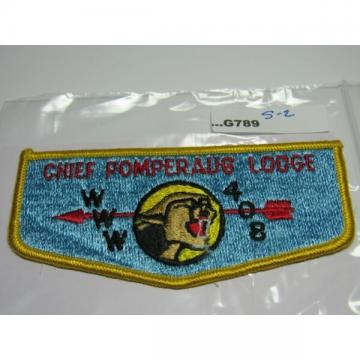 ...G789
S-2
CHIEF POMPERAUG LODGE
WWW
408